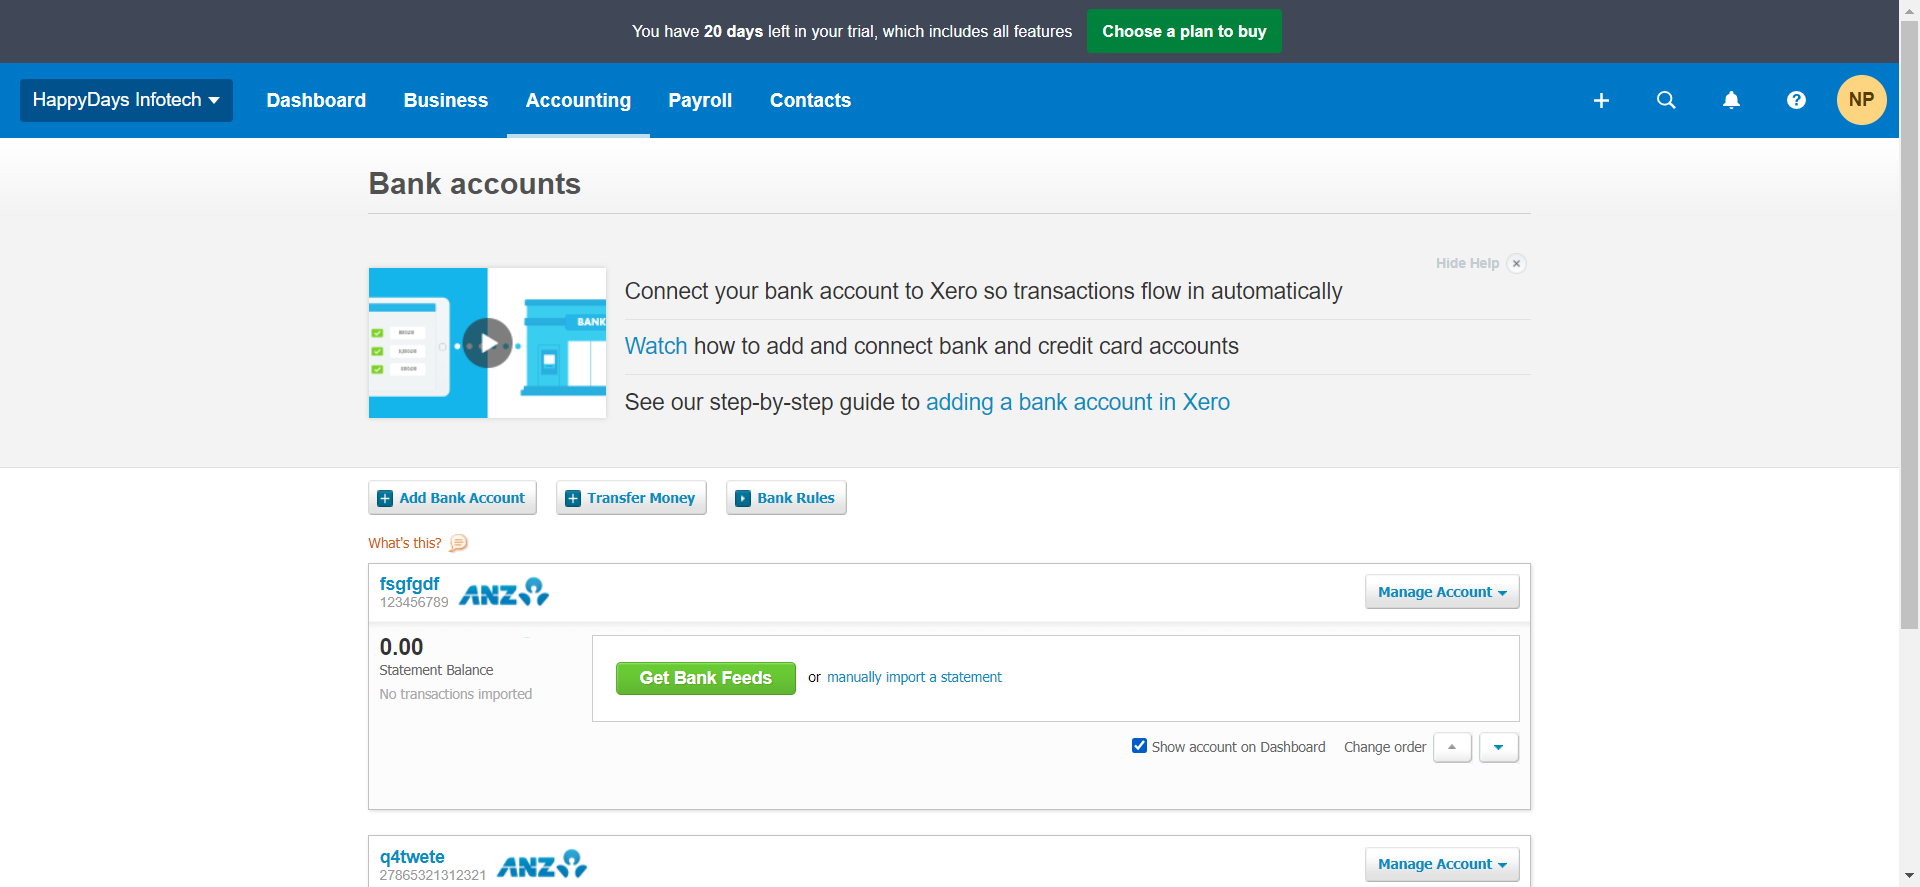 You have 20 days left in your trial, which includes all features
Choose a plan to buy
HappyDays Infotech
Dashboard
Business
Accounting
Payroll
Contacts
NP
Bank accounts
Hide Help
BANK
Connect your bank account to Xero so transactions flow in automatically
Watch how to add and connect bank and credit card accounts
See our step-by-step guide to adding a bank account in Xero
Add Bank Account
Transfer Money
Bank Rules
What's this?
fsgfgdf
123456789
ANZ
Manage Account
0.00
Statement Balance
No transactions imported
Get Bank Feeds
or manually import a statement
Show account on Dashboard
Change order
q4twete
27865321312321
ANZ
Manage Account